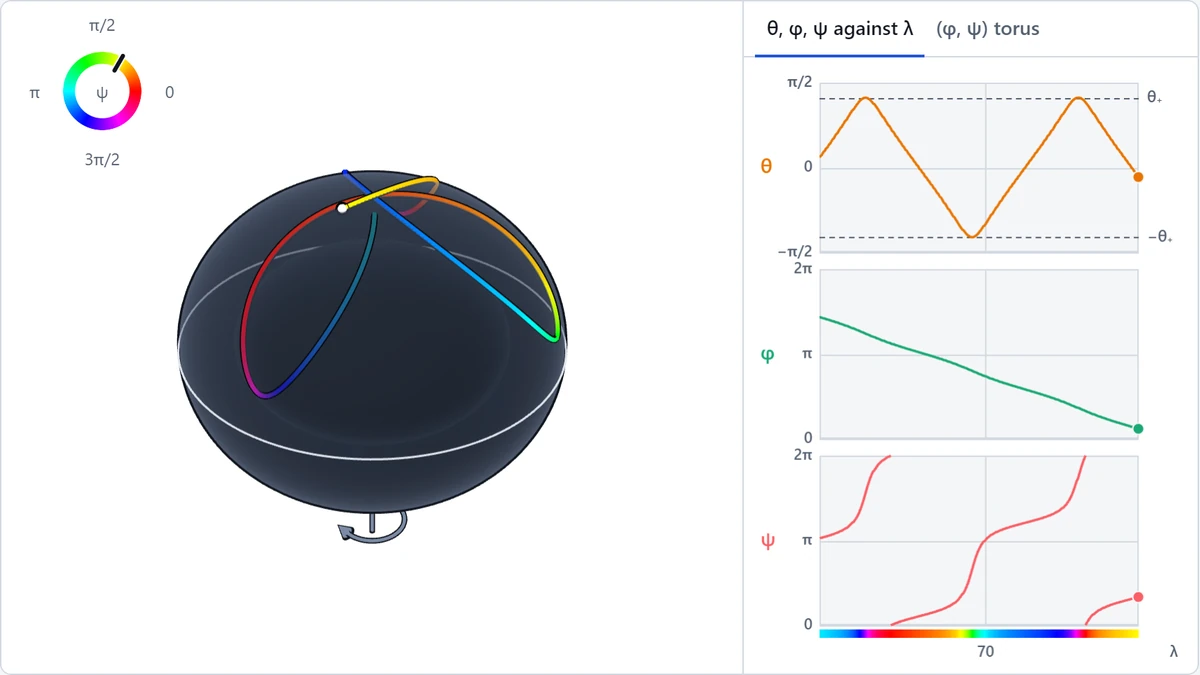 π/2
π
ψ
0
3π/2
θ, φ, ψ against λ
(φ, ψ) torus
π/2
θ₊
θ
0
−θ₊
−π/2
2π
φ
π
0
2π
ψ
π
0
70
λ